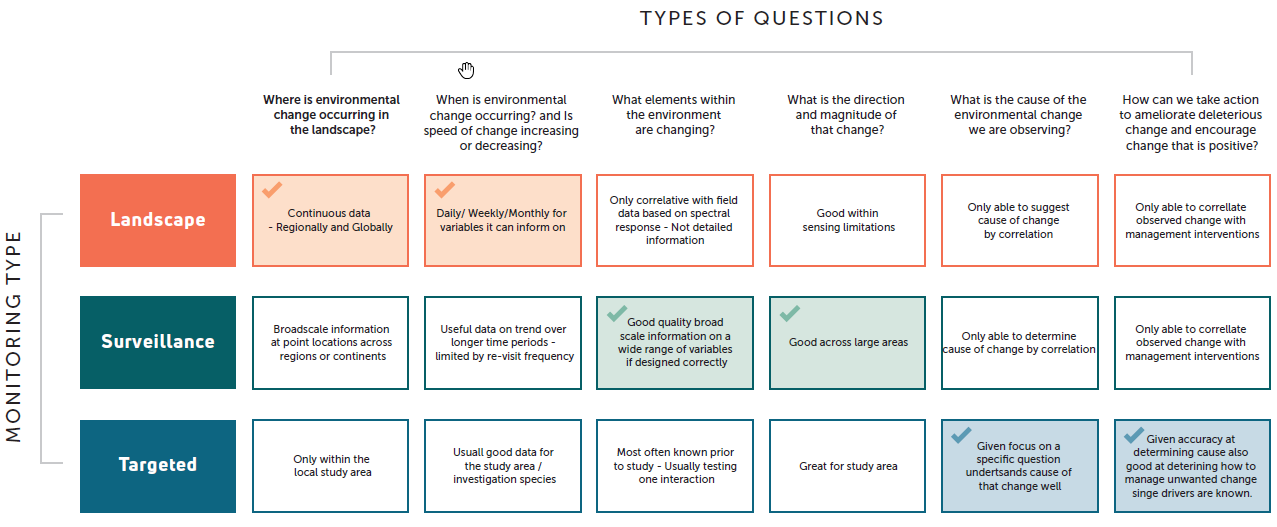 TYPES OF QUESTIONS
Where is environmental
change occurring in
the landscape?
When is environmental
change occurring? and Is
speed of change increasing
or decreasing?
What elements within
the environment
are changing?
What is the direction
and magnitude of
that change?
What is the cause of the
environmental change
we are observing?
How can we take action
to ameliorate deleterious
change and encourage
change that is positive?
MONITORING TYPE
Landscape
Continuous data
- Regionally and Globally
Daily/ Weekly/Monthly for
variables it can inform on
Only correlative with field
data based on spectral
response - Not detailed
information
Good within
sensing limitations
Only able to suggest
cause of change
by correlation
Only able to correllate
observed change with
management interventions
Surveillance
Broadscale information
at point locations across
regions or continents
Useful data on trend over
longer time periods -
limited by re-visit frequency
Good quality broad
scale information on a
wide range of variables
if designed correctly
Good across large areas
Only able to determine
cause of change by correlation
Only able to correllate
observed change with
management interventions
Targeted
Only within the
local study area
Usuall good data for
the study area /
investigation species
Most often known prior
to study - Usually testing
one interaction
Great for study area
Given focus on a
specific question
undertsands cause of
that change well
Given accuracy at
determining cause also
good at deterining how to
manage unwanted change
singe drivers are known.